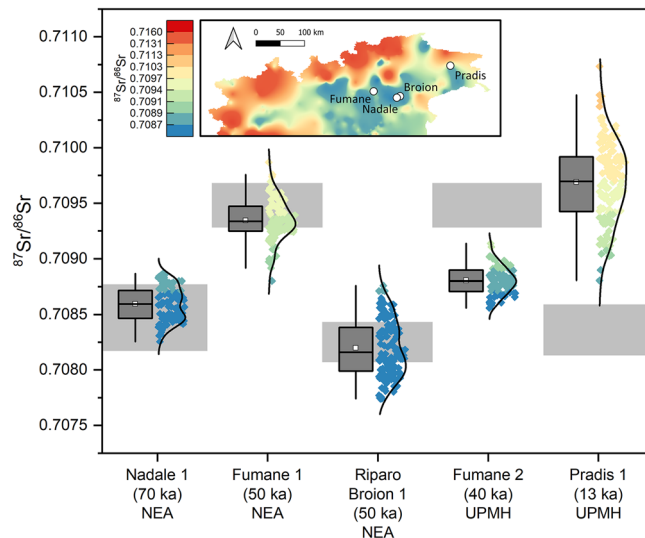 0.7160
0.7131
0.7113
0.7103
0.7097
0.7094
0.7091
0.7089
0.7087
87Sr/86Sr
0 50 100 km
Pradis
Broion
Fumane
Nadale
87Sr/86Sr
0.7110
0.7105
0.7100
0.7095
0.7090
0.7085
0.7080
0.7075
Nadale 1
(70 ka)
NEA
Fumane 1
(50 ka)
NEA
Riparo
Broion 1
(50 ka)
NEA
Fumane 2
(40 ka)
UPMH
Pradis 1
(13 ka)
UPMH